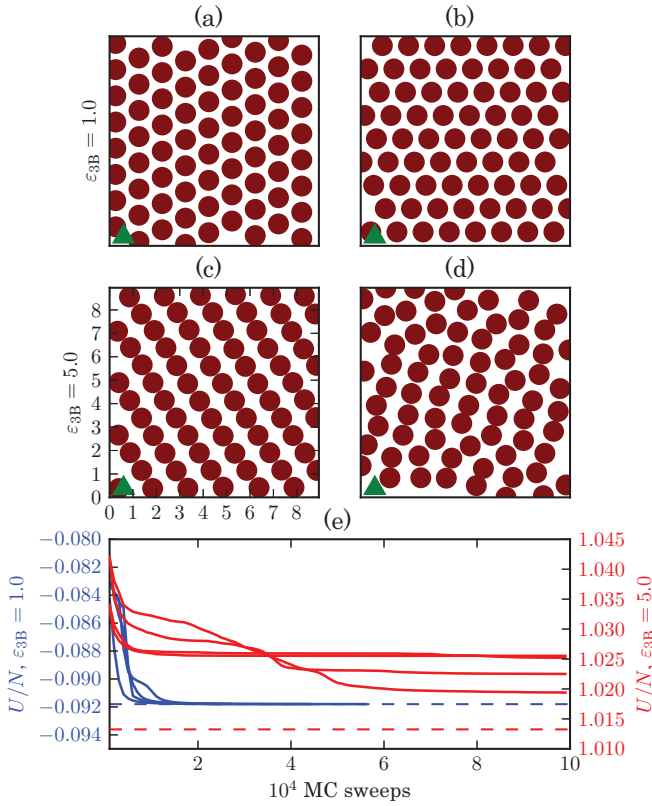 (a) (b)
ε3B = 1.0
(c) (d)
ε3B = 5.0
8
7
6
5
4
3
2
1
0
0 1 2 3 4 5 6 7 8
(e)
−0.080 1.045
−0.082 1.040
−0.084 1.035
−0.086 1.030
−0.088 1.025
−0.090 1.020
−0.092 1.015
−0.094 1.010
U/N, ε3B = 1.0
U/N, ε3B = 5.0
2 4 6 8 10
10⁴ MC sweeps